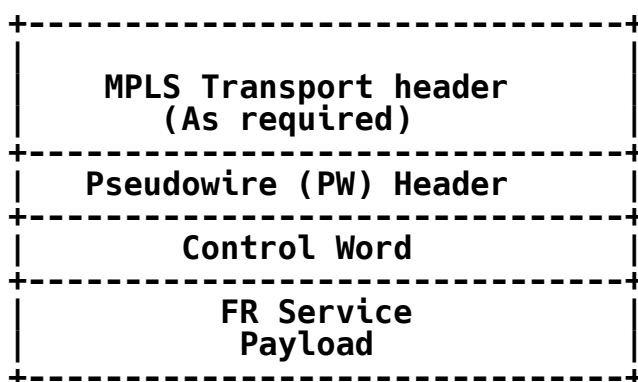 MPLS Transport header
(As required)
Pseudowire (PW) Header
Control Word
FR Service
Payload